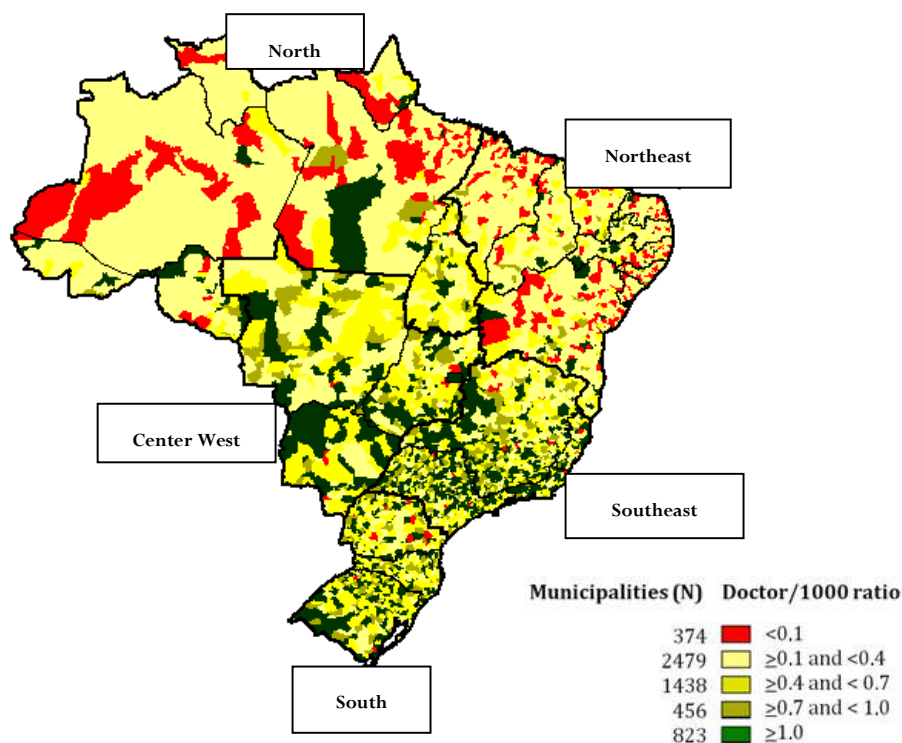 North
Northeast
Center West
Southeast
South
Municipalities (N) Doctor/1000 ratio
374 <0.1
2479 ≥0.1 and <0.4
1438 ≥0.4 and < 0.7
456 ≥0.7 and < 1.0
823 ≥1.0